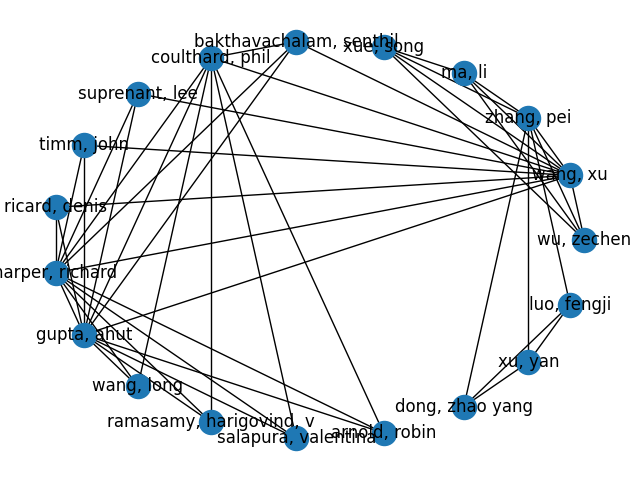 bakthavachalam, senthil
xue, song
coulthard, phil
ma, li
suprenant, lee
zhang, pei
timm, john
wang, xu
ricard, denis
wu, zechen
harper, richard
luo, fengji
gupta, ahut
xu, yan
wang, long
dong, zhao yang
ramasamy, harigovind, v
arnold, robin
salapura, valentina